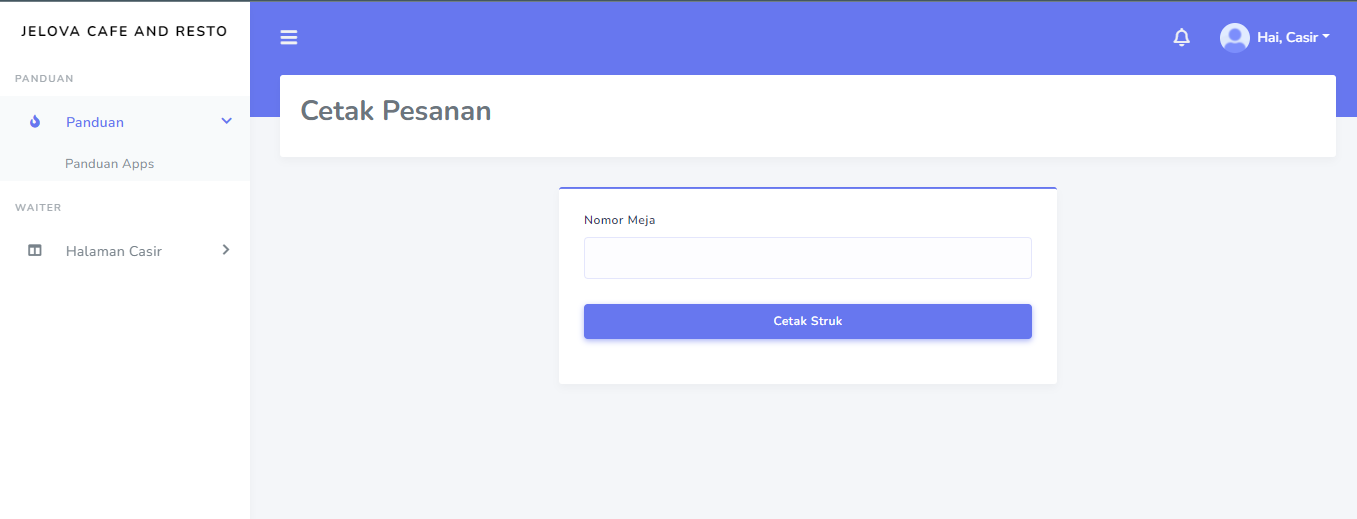 JELOVA CAFE AND RESTO
Hai, Casir
PANDUAN
Panduan
Panduan Apps
WAITER
Halaman Casir
Cetak Pesanan
Nomor Meja
Cetak Struk